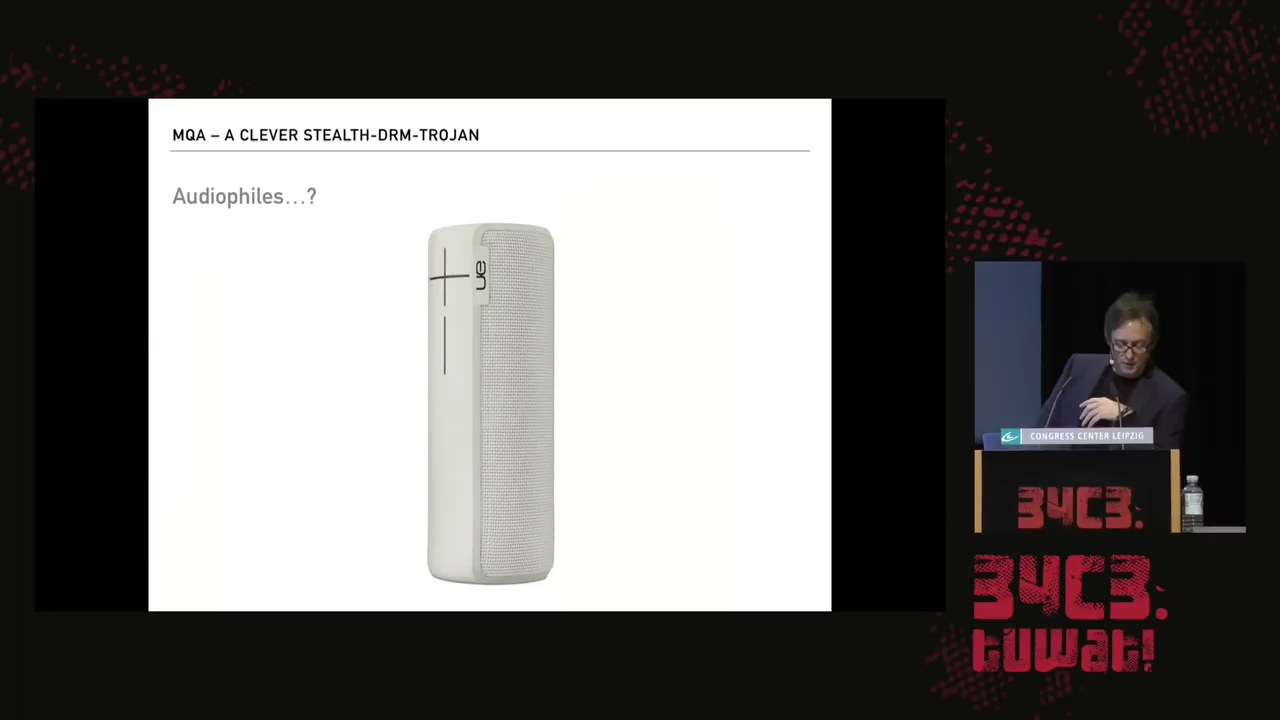 MQA – A CLEVER STEALTH-DRM-TROJAN
Audiophiles...?
ue
CONGRESS CENTER LEIPZIG
34C3.
34C3.
tuwat!